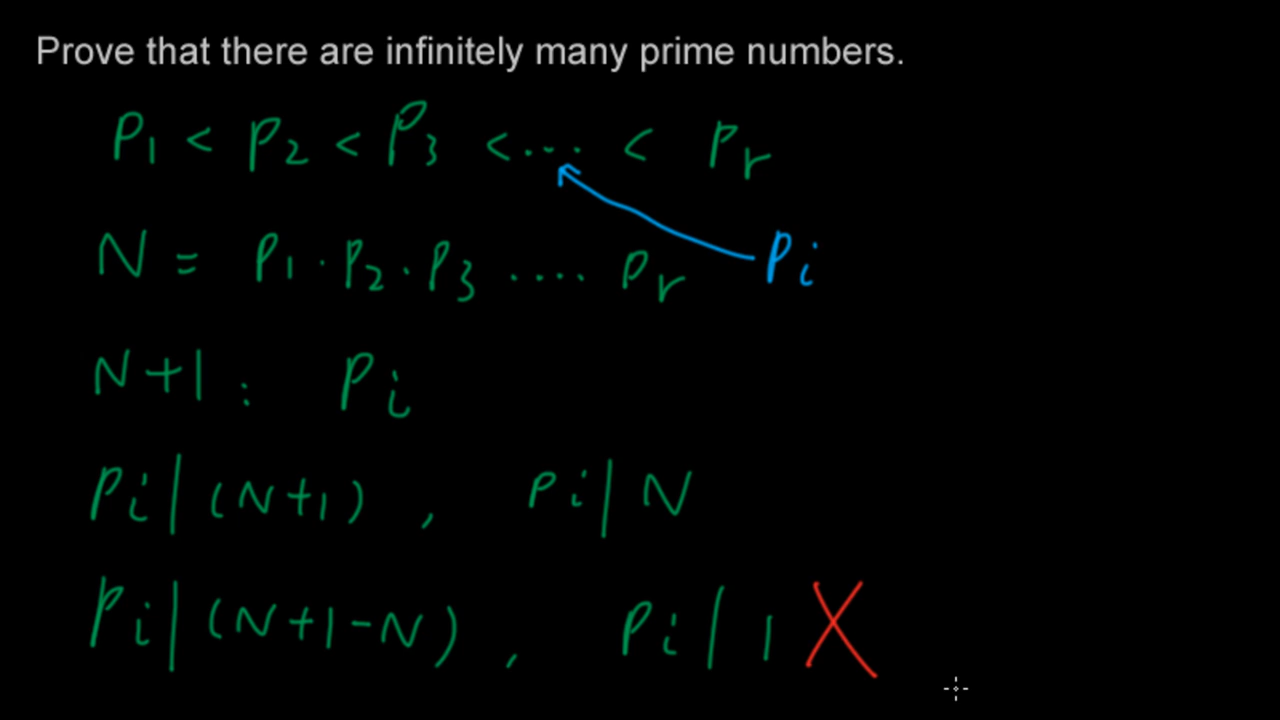 Prove that there are infinitely many prime numbers.
P₁ < P₂ < P₃ < ... < Pᵣ
N = P₁ · P₂ · P₃ .... Pᵣ Pᵢ
N+1 : Pᵢ
Pᵢ | (N+1) , Pᵢ | N
Pᵢ | (N+1-N) , Pᵢ | 1 X